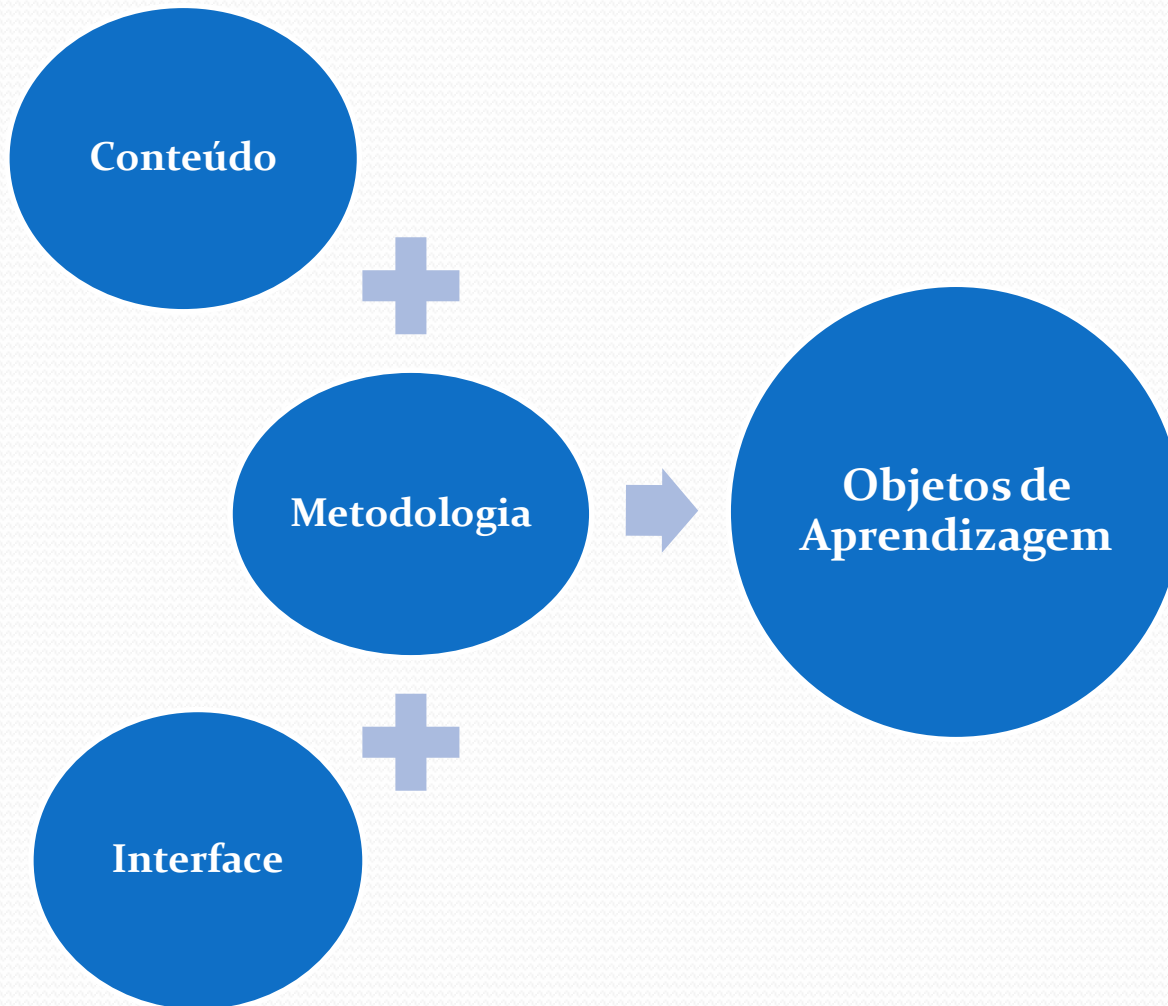 Conteúdo
Metodologia
Objetos de
Aprendizagem
Interface